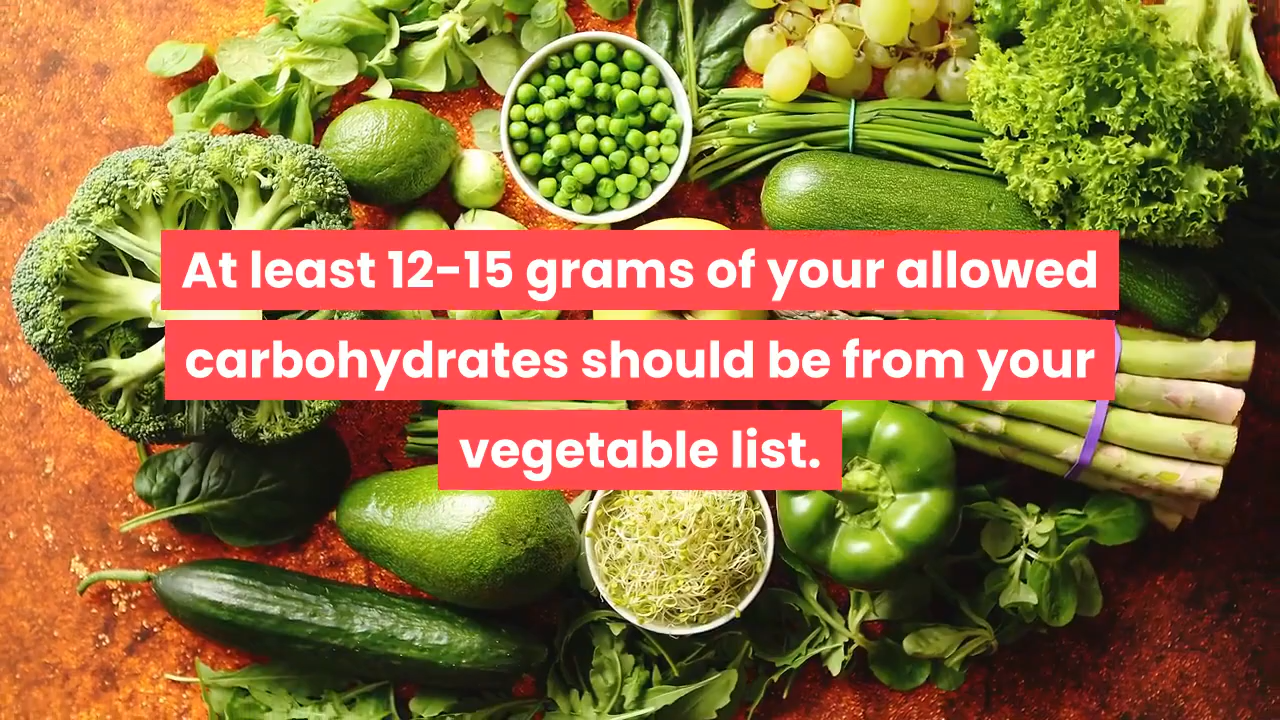 At least 12-15 grams of your allowed
carbohydrates should be from your
vegetable list.